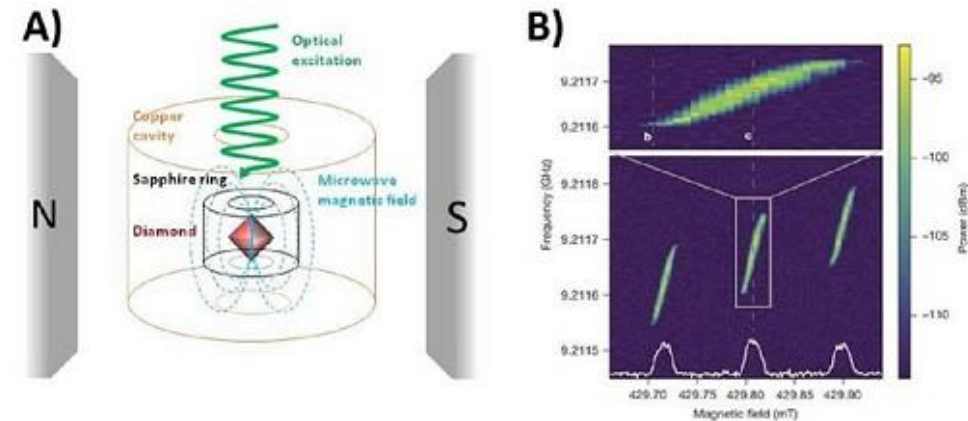 A)
Optical
excitation
Coppar
cavity
Sapphire ring
Microwave
magnetic field
Diamond
N
S
B)
9.2117
9.2116
b
c
9.2118
9.2117
9.2116
9.2115
Frequency (GHz)
429.70
429.75
429.80
429.85
429.90
Magnetic field (mT)
−95
−100
−105
−110
Power (dBm)